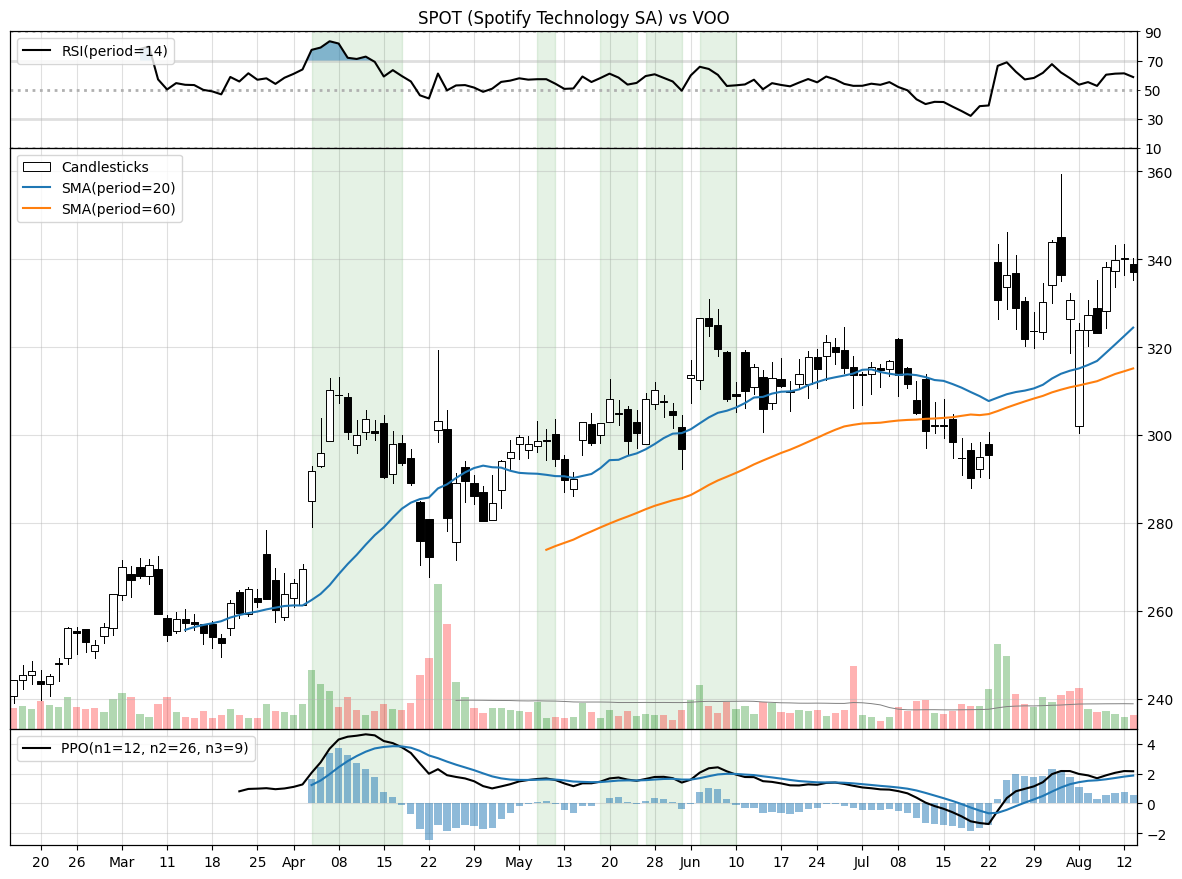 SPOT (Spotify Technology SA) vs VOO
RSI(period=14)
90
70
50
30
10
Candlesticks
SMA(period=20)
SMA(period=60)
360
340
320
300
280
260
240
PPO(n1=12, n2=26, n3=9)
4
2
0
−2
20 26 Mar 11 18 25 Apr 08 15 22 29 May 13 20 28 Jun 10 17 24 Jul 08 15 22 29 Aug 12